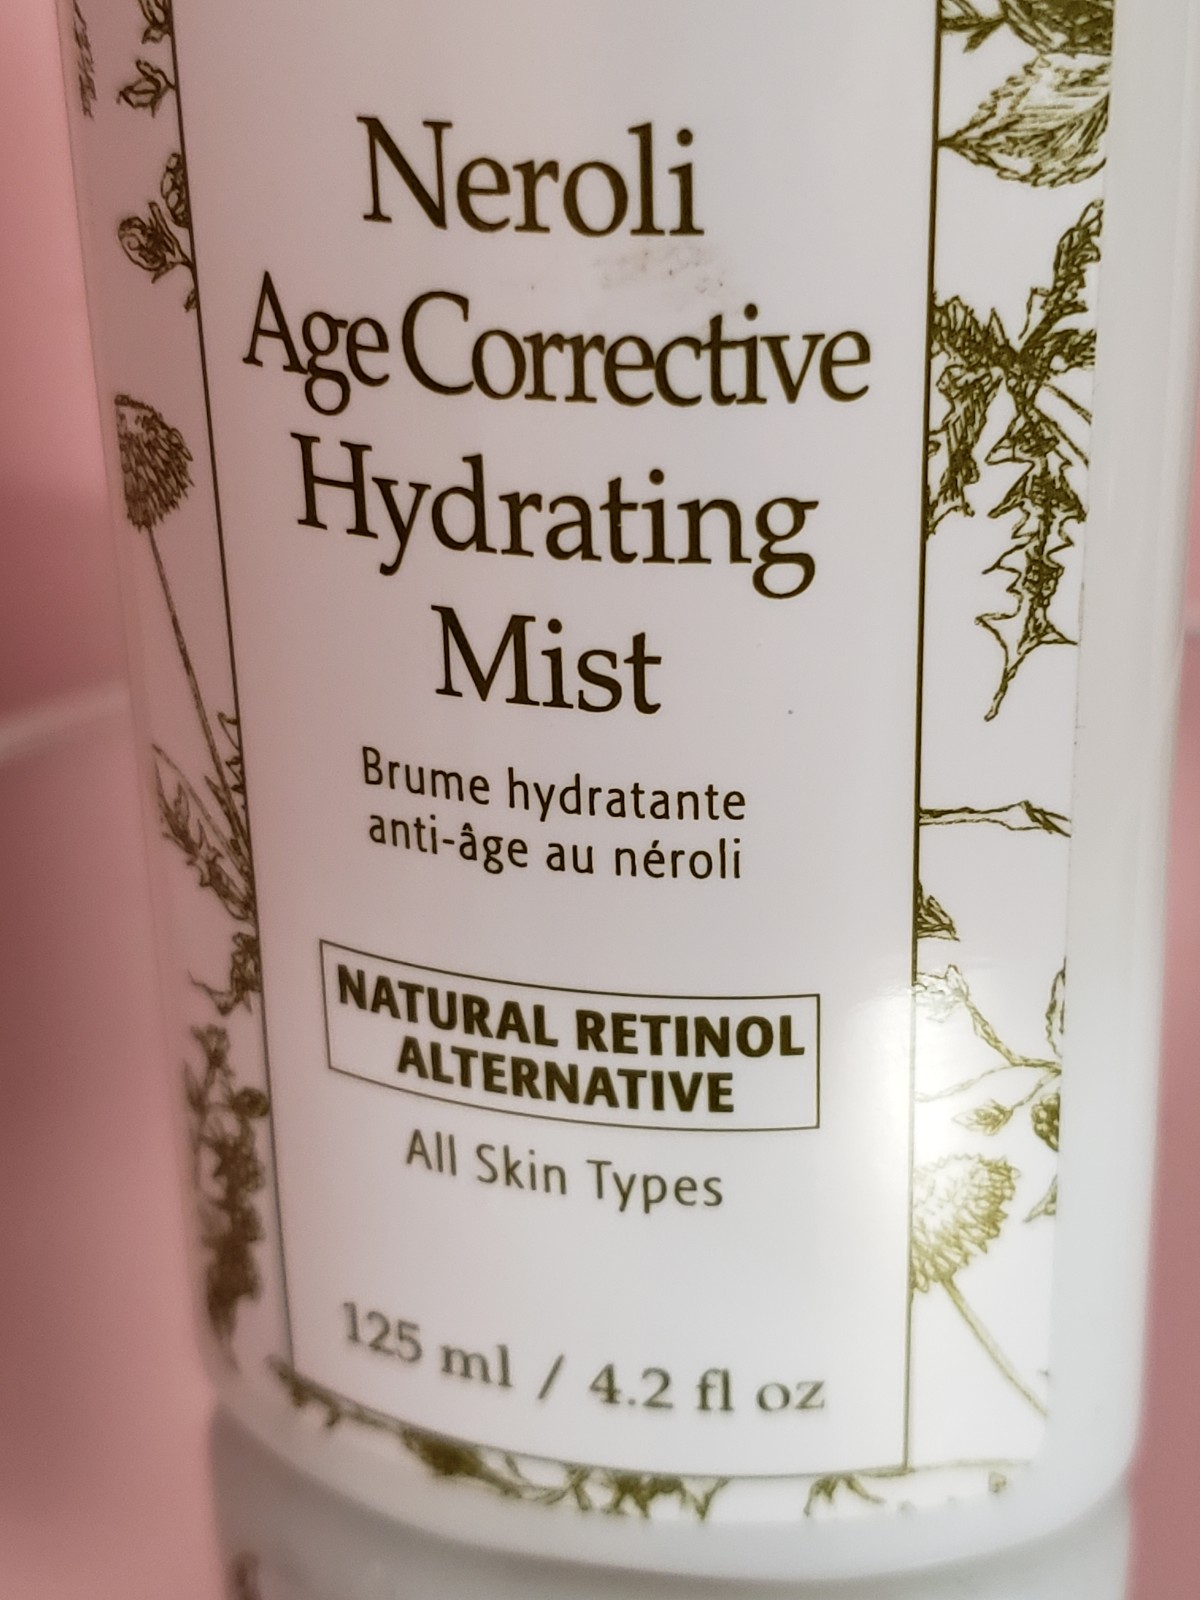 Neroli
Age Corrective
Hydrating
Mist
Brume hydratante
anti-âge au néroli
NATURAL RETINOL
ALTERNATIVE
All Skin Types
125 ml / 4.2 fl oz